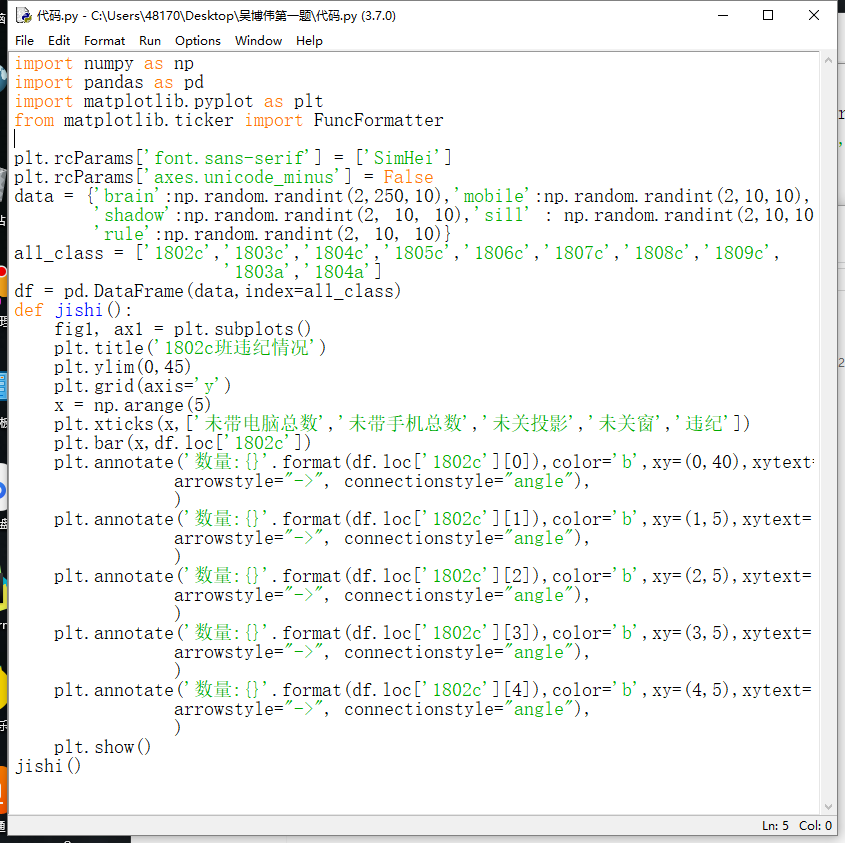 代码.py - C:\Users\48170\Desktop\吴博伟第一题\代码.py (3.7.0)
File Edit Format Run Options Window Help
import numpy as np
import pandas as pd
import matplotlib.pyplot as plt
from matplotlib.ticker import FuncFormatter
plt.rcParams['font.sans-serif'] = ['SimHei']
plt.rcParams['axes.unicode_minus'] = False
data = {'brain':np.random.randint(2,250,10),'mobile':np.random.randint(2,10,10),
'shadow':np.random.randint(2, 10, 10),'sill' : np.random.randint(2,10,10
'rule':np.random.randint(2, 10, 10)}
all_class = ['1802c','1803c','1804c','1805c','1806c','1807c','1808c','1809c',
'1803a','1804a']
df = pd.DataFrame(data,index=all_class)
def jishi():
fig1, ax1 = plt.subplots()
plt.title('1802c班违纪情况')
plt.ylim(0,45)
plt.grid(axis='y')
x = np.arange(5)
plt.xticks(x,['未带电脑总数','未带手机总数','未关投影','未关窗','违纪'])
plt.bar(x,df.loc['1802c'])
plt.annotate('数量:{}'.format(df.loc['1802c'][0]),color='b',xy=(0,40),xytext=
arrowstyle="->", connectionstyle="angle"),
)
plt.annotate('数量:{}'.format(df.loc['1802c'][1]),color='b',xy=(1,5),xytext=
arrowstyle="->", connectionstyle="angle"),
)
plt.annotate('数量:{}'.format(df.loc['1802c'][2]),color='b',xy=(2,5),xytext=
arrowstyle="->", connectionstyle="angle"),
)
plt.annotate('数量:{}'.format(df.loc['1802c'][3]),color='b',xy=(3,5),xytext=
arrowstyle="->", connectionstyle="angle"),
)
plt.annotate('数量:{}'.format(df.loc['1802c'][4]),color='b',xy=(4,5),xytext=
arrowstyle="->", connectionstyle="angle"),
)
plt.show()
jishi()
Ln: 5 Col: 0